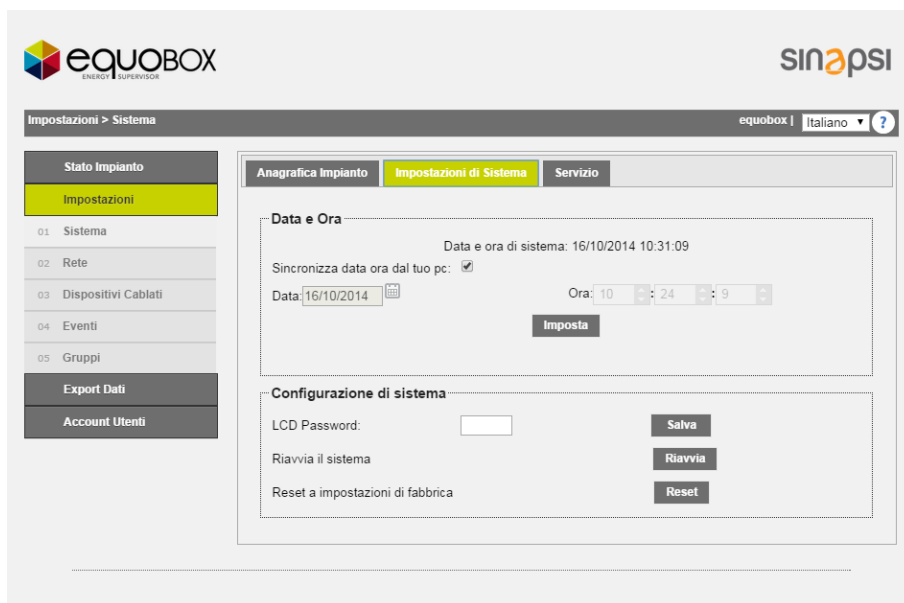 equoBOX
ENERGY SUPERVISOR
sinapsi
Impostazioni > Sistema
equobox | Italiano ?
Stato Impianto
Impostazioni
01 Sistema
02 Rete
03 Dispositivi Cablati
04 Eventi
05 Gruppi
Export Dati
Account Utenti
Anagrafica Impianto Impostazioni di Sistema Servizio
Data e Ora
Data e ora di sistema: 16/10/2014 10:31:09
Sincronizza data ora dal tuo pc:
Data: 16/10/2014 Ora: 10 : 24 : 9
Imposta
Configurazione di sistema
LCD Password: Salva
Riavvia il sistema Riavvia
Reset a impostazioni di fabbrica Reset